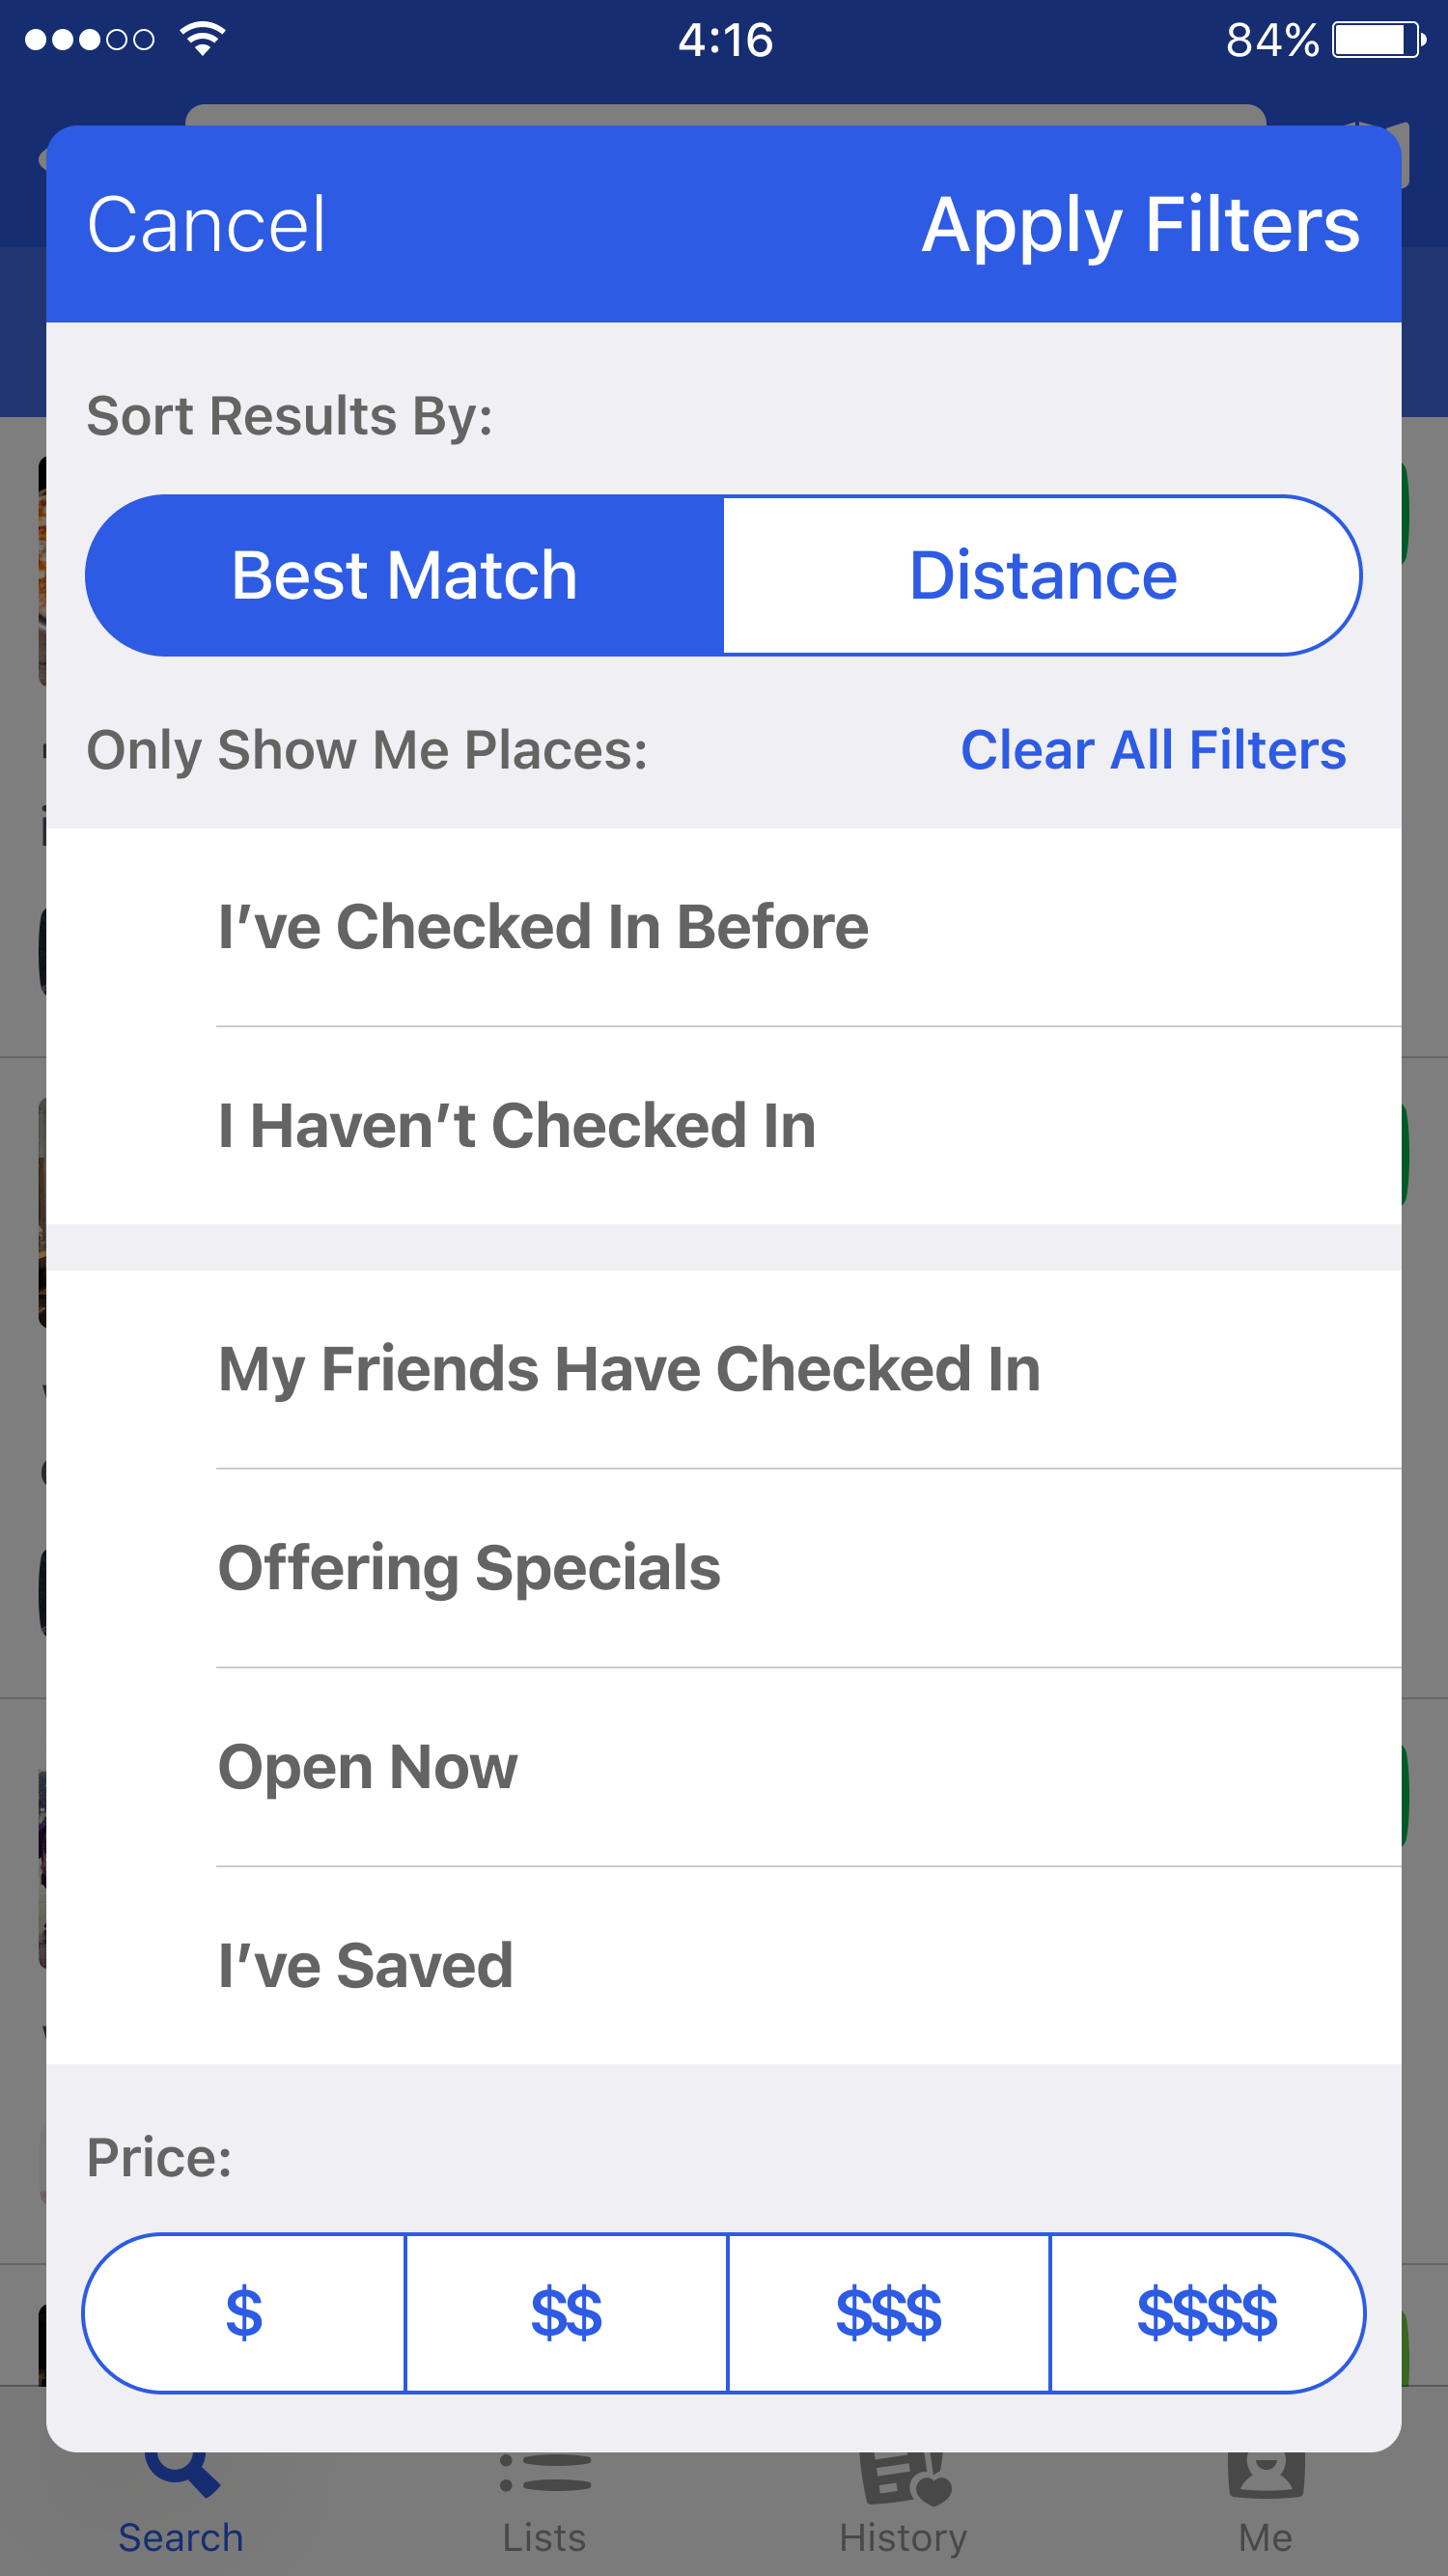 4:16 84%
Cancel Apply Filters
Sort Results By:
Best Match Distance
Only Show Me Places: Clear All Filters
I’ve Checked In Before
I Haven’t Checked In
My Friends Have Checked In
Offering Specials
Open Now
I’ve Saved
Price:
$ $$ $$$ $$$$
Search Lists History Me